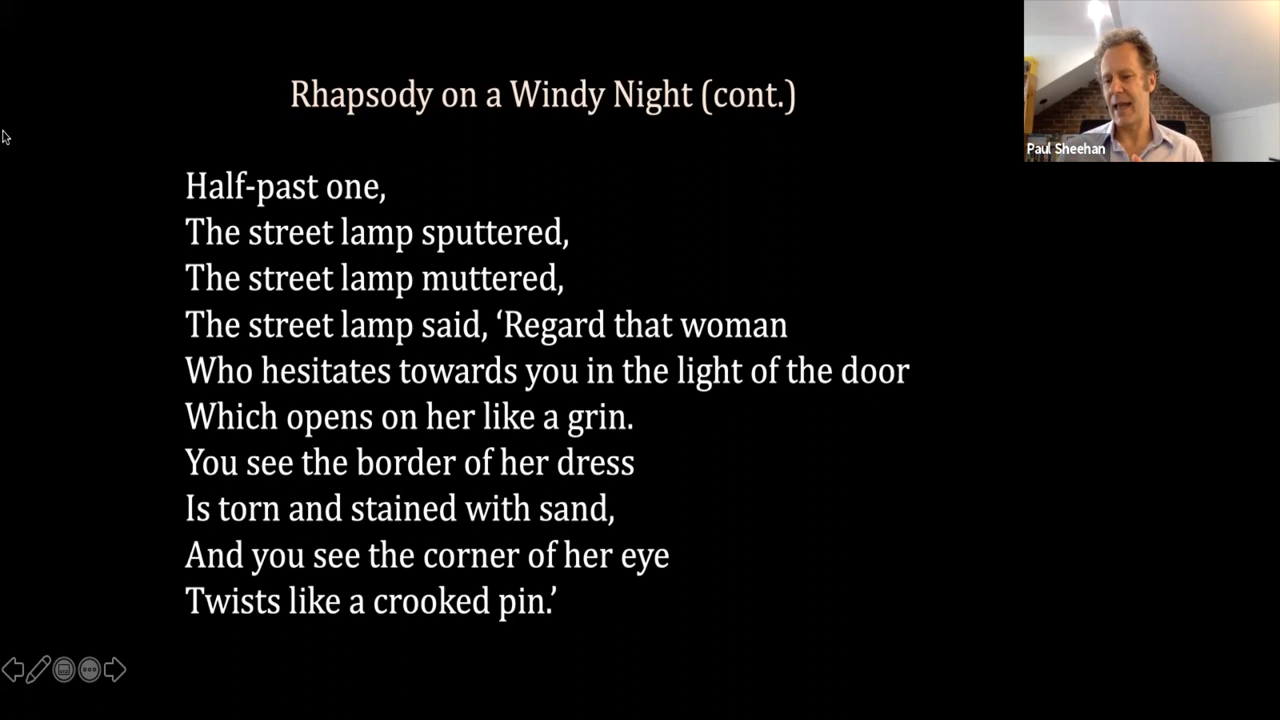 Rhapsody on a Windy Night (cont.)
Paul Sheehan
Half-past one,
The street lamp sputtered,
The street lamp muttered,
The street lamp said, ‘Regard that woman
Who hesitates towards you in the light of the door
Which opens on her like a grin.
You see the border of her dress
Is torn and stained with sand,
And you see the corner of her eye
Twists like a crooked pin.’